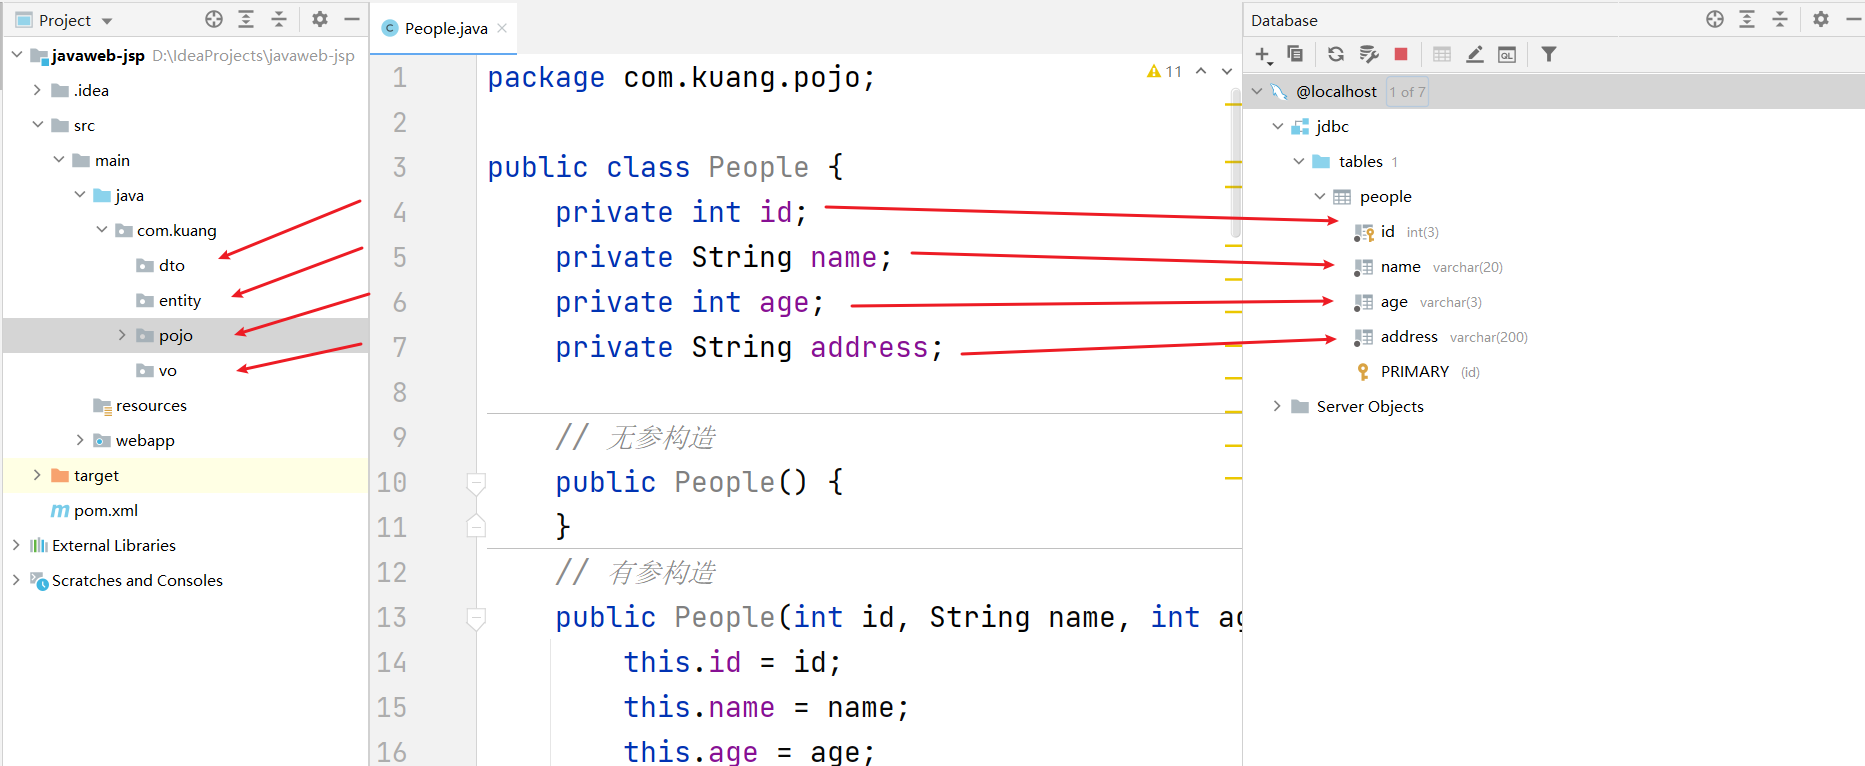 Project
javaweb-jsp D:\IdeaProjects\javaweb-jsp
.idea
src
main
java
com.kuang
dto
entity
pojo
vo
resources
webapp
target
pom.xml
External Libraries
Scratches and Consoles
People.java
11
1 package com.kuang.pojo;
2
3 public class People {
4 private int id;
5 private String name;
6 private int age;
7 private String address;
8
9 // 无参构造
10 public People() {
11 }
12 // 有参构造
13 public People(int id, String name, int ag
14 this.id = id;
15 this.name = name;
16 this.age = age;
Database
QL
@localhost 1 of 7
jdbc
tables 1
people
id int(3)
name varchar(20)
age varchar(3)
address varchar(200)
PRIMARY (id)
Server Objects